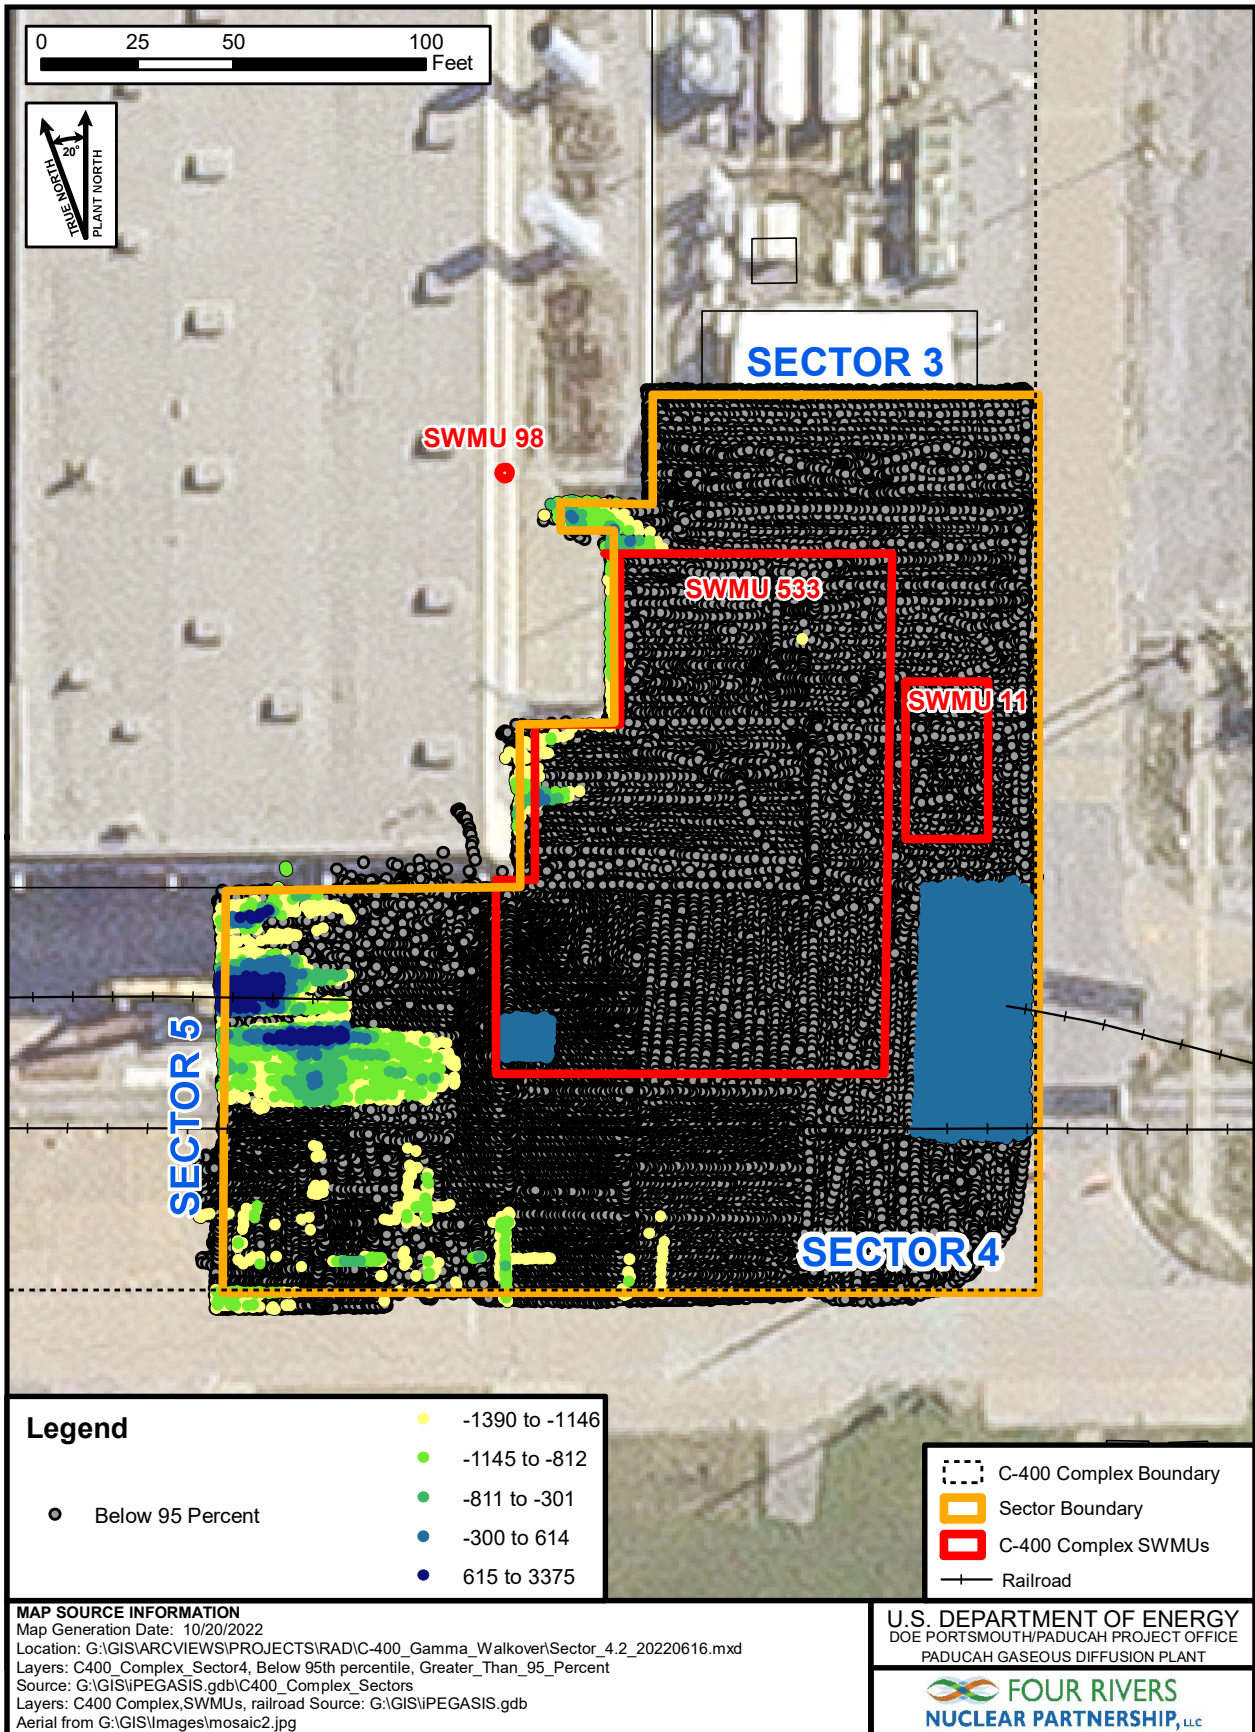 0 25 50 100
Feet
20°
TRUE NORTH
PLANT NORTH
SECTOR 3
SWMU 98
SWMU 533
SWMU 11
SECTOR 5
SECTOR 4
Legend
Below 95 Percent
-1390 to -1146
-1145 to -812
-811 to -301
-300 to 614
615 to 3375
C-400 Complex Boundary
Sector Boundary
C-400 Complex SWMUs
Railroad
MAP SOURCE INFORMATION
Map Generation Date: 10/20/2022
Location: G:\GIS\ARCVIEWS\PROJECTS\RAD\C-400_Gamma_Walkover\Sector_4.2_20220616.mxd
Layers: C400_Complex_Sector4, Below 95th percentile, Greater_Than_95_Percent
Source: G:\GIS\iPEGASIS.gdb\C400_Complex_Sectors
Layers: C400 Complex,SWMUs, railroad Source: G:\GIS\iPEGASIS.gdb
Aerial from G:\GIS\Images\mosaic2.jpg
U.S. DEPARTMENT OF ENERGY
DOE PORTSMOUTH/PADUCAH PROJECT OFFICE
PADUCAH GASEOUS DIFFUSION PLANT
FOUR RIVERS
NUCLEAR PARTNERSHIP, LLC